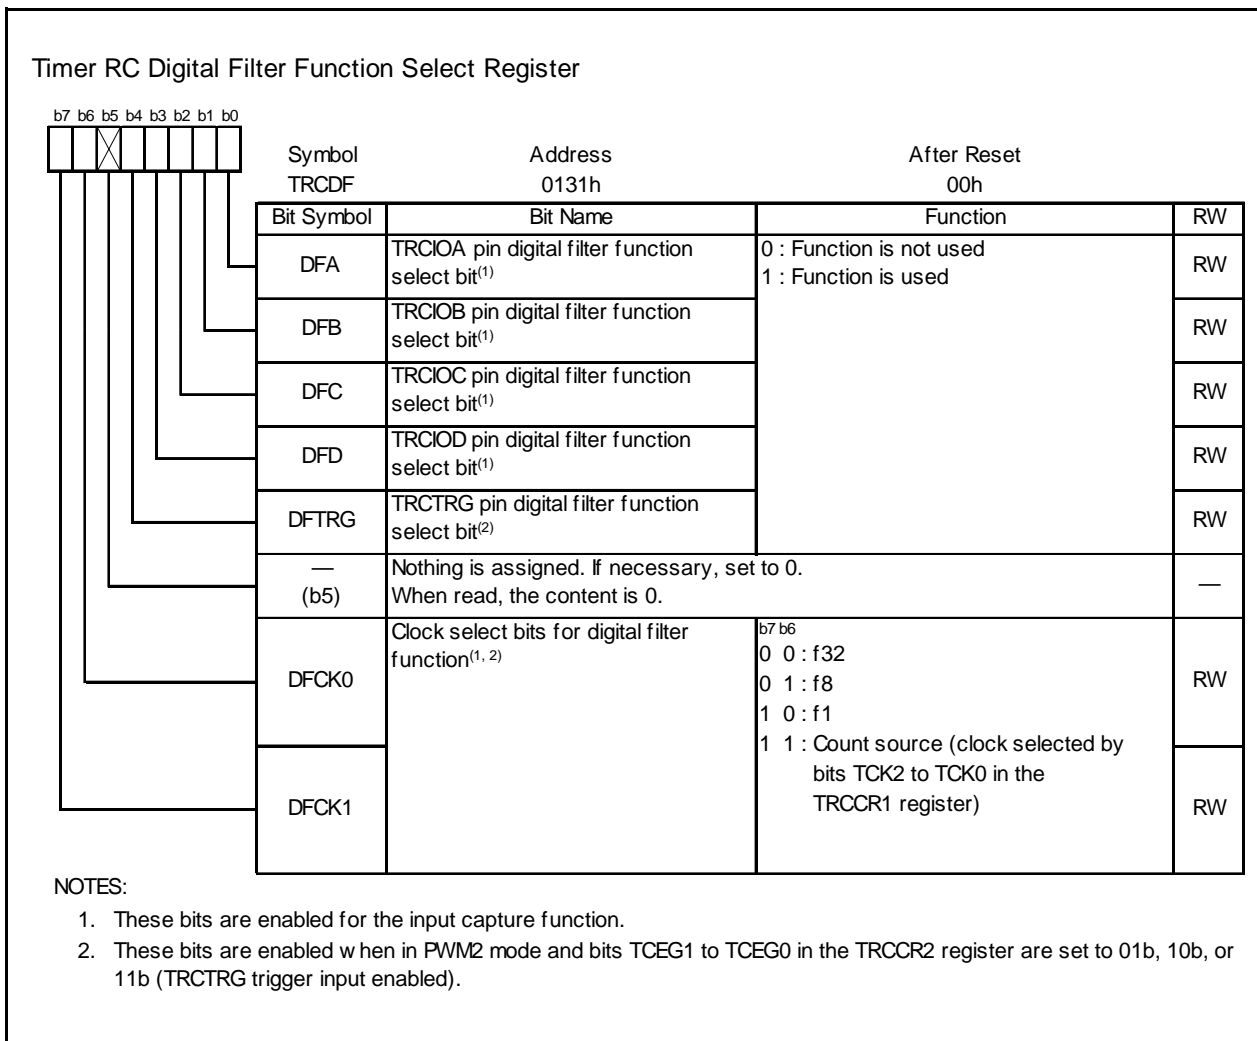 Timer RC Digital Filter Function Select Register
b7 b6 b5 b4 b3 b2 b1 b0
Symbol Address After Reset
TRCDF 0131h 00h
Bit Symbol Bit Name Function RW
DFA TRCIOA pin digital filter function select bit(1) 0 : Function is not used RW
1 : Function is used
DFB TRCIOB pin digital filter function select bit(1) RW
DFC TRCIOC pin digital filter function select bit(1) RW
DFD TRCIOD pin digital filter function select bit(1) RW
DFTRG TRCTRG pin digital filter function select bit(2) RW
— (b5) Nothing is assigned. If necessary, set to 0. —
When read, the content is 0.
DFCK0 Clock select bits for digital filter function(1, 2) b7 b6 RW
0 0 : f32
0 1 : f8
1 0 : f1
1 1 : Count source (clock selected by
bits TCK2 to TCK0 in the
TRCCR1 register)
DFCK1 RW
NOTES:
1. These bits are enabled for the input capture function.
2. These bits are enabled when in PWM2 mode and bits TCEG1 to TCEG0 in the TRCCR2 register are set to 01b, 10b, or
11b (TRCTRG trigger input enabled).